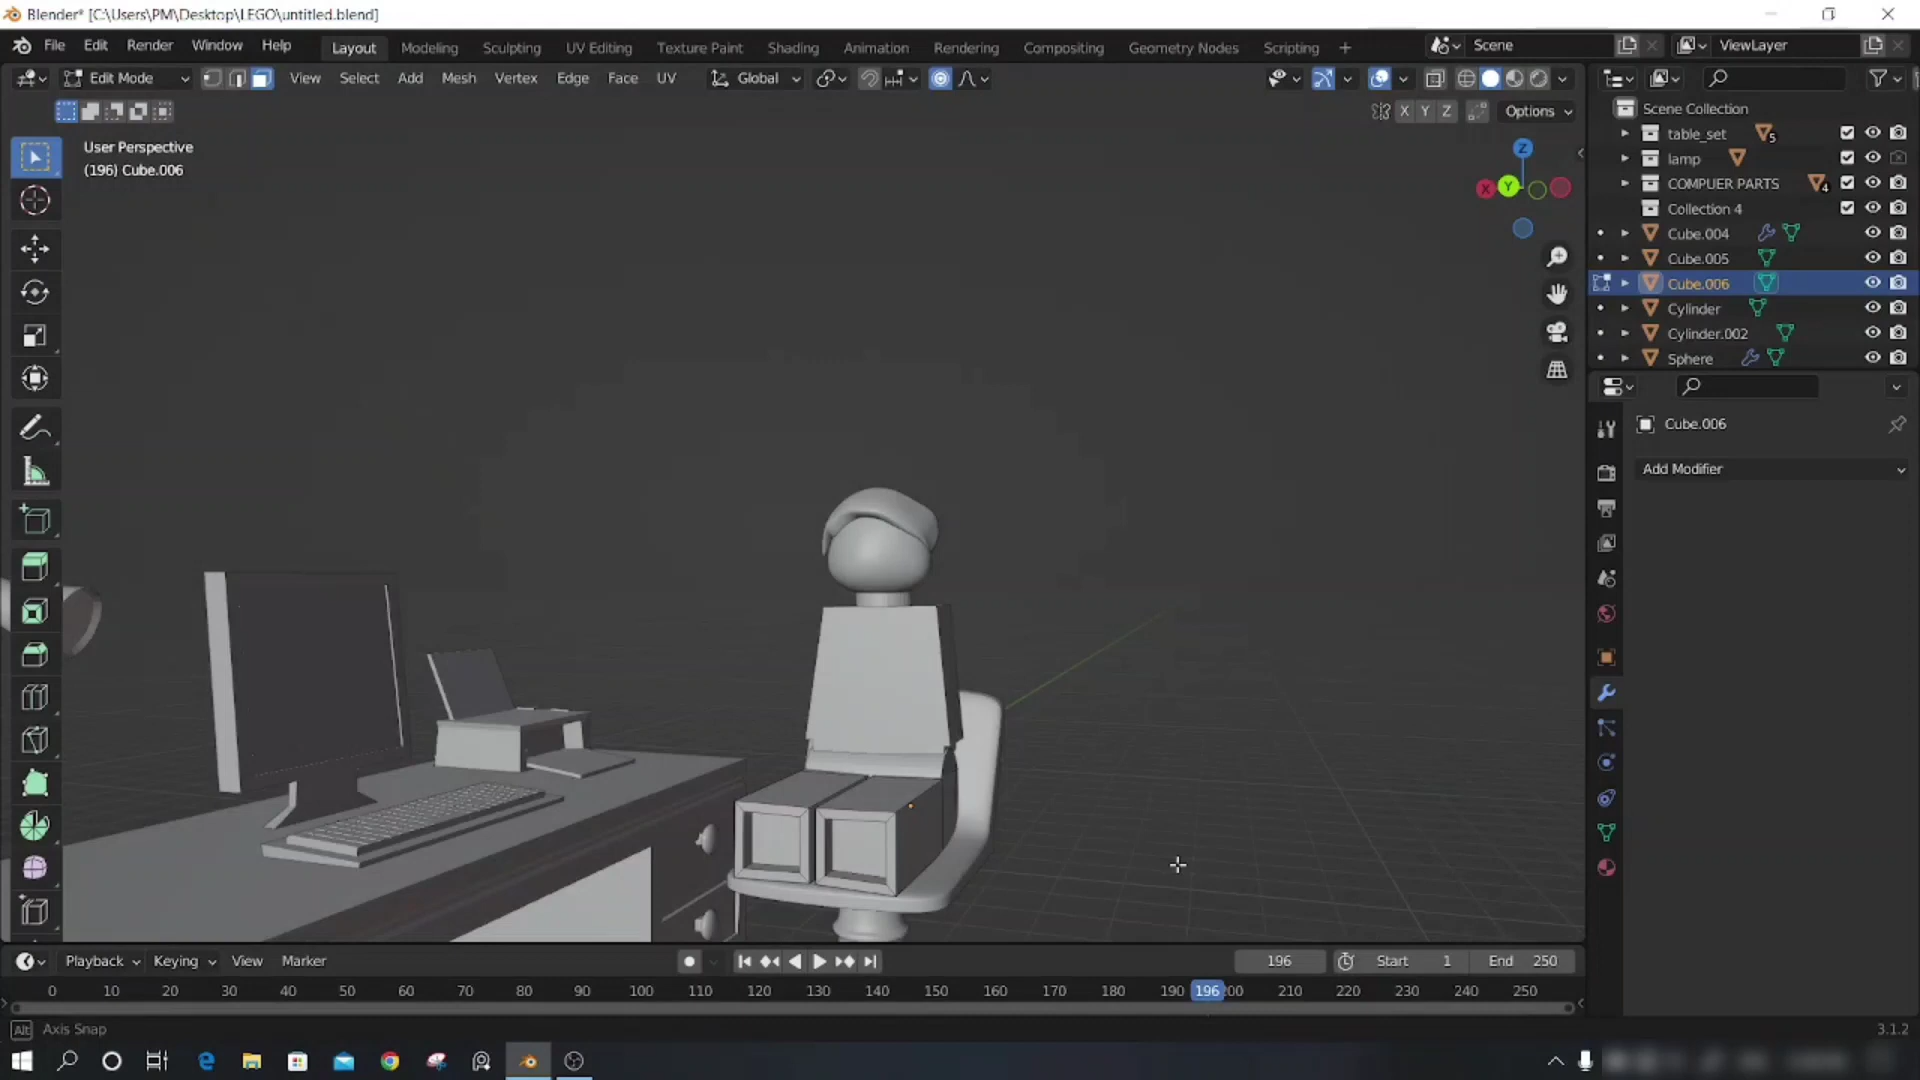 Blender* [C:\Users\PM\Desktop\LEGO\untitled.blend]
File Edit Render Window Help Layout Modeling Sculpting UV Editing Texture Paint Shading Animation Rendering Compositing Geometry Nodes Scripting + Scene ViewLayer
Edit Mode View Select Add Mesh Vertex Edge Face UV Global
X Y Z Options
User Perspective
(196) Cube.006
Z
X Y
Scene Collection
table_set 5
lamp
COMPUER PARTS 4
Collection 4
Cube.004
Cube.005
Cube.006
Cylinder
Cylinder.002
Sphere
Cube.006
Add Modifier
Playback Keying View Marker 196 Start 1 End 250
0 10 20 30 40 50 60 70 80 90 100 110 120 130 140 150 160 170 180 190 196 00 210 220 230 240 250
Alt Axis Snap 3.1.2